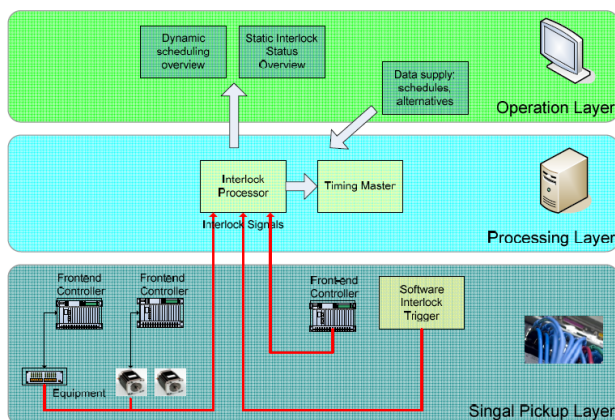 Dynamic
scheduling
overview
Static Interlock
Status
Overview
Data supply:
schedules,
alternatives
Operation Layer
Interlock
Processor
Timing Master
Interlock Signals
Processing Layer
Frontend
Controller
Frontend
Controller
Front-end
Controller
Software
Interlock
Trigger
Equipment
Singal Pickup Layer